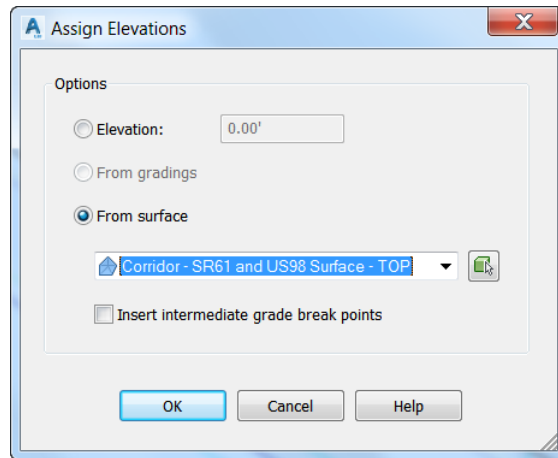 Assign Elevations
Options
Elevation:
0.00'
From gradings
From surface
Corridor - SR61 and US98 Surface - TOP
Insert intermediate grade break points
OK
Cancel
Help